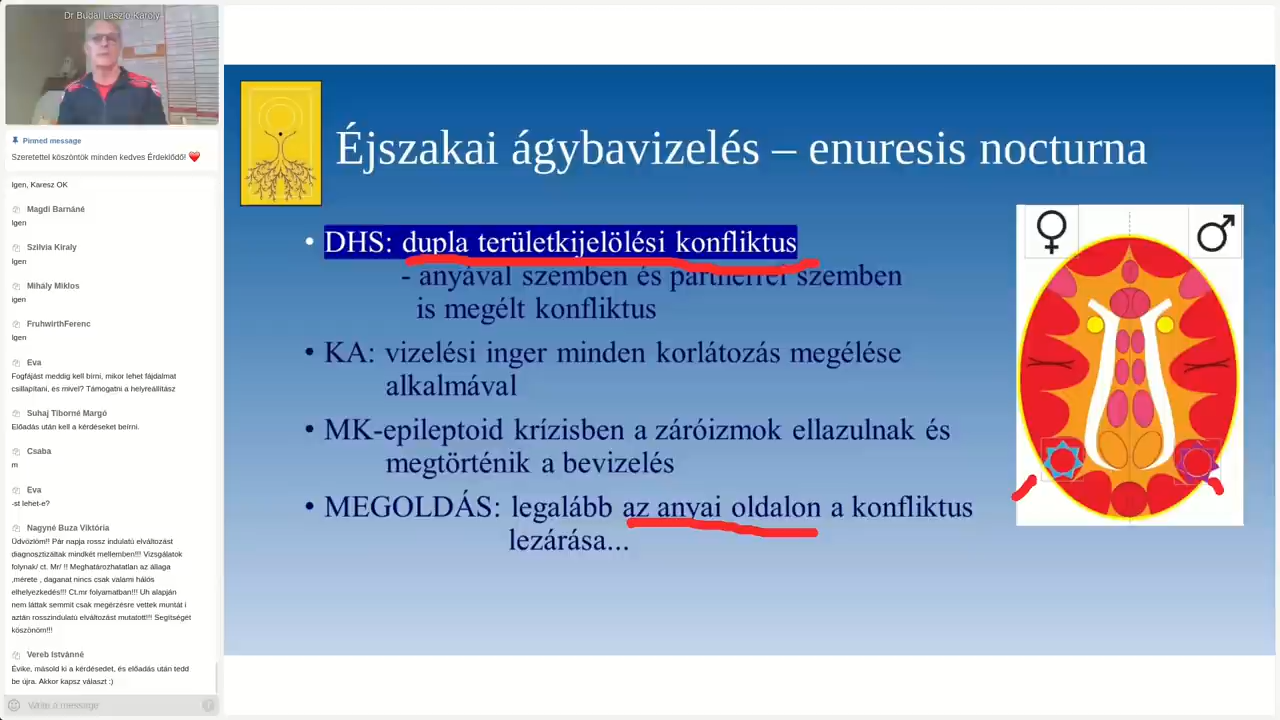 Dr Budai László Károly
Pinned message
Szeretettel köszöntök minden kedves Érdeklődőt ❤️
Igen, Karesz OK
Magdi Barnáné
Igen
Szilvia Kiraly
Igen
Mihály Miklos
igen
FruhwirthFerenc
Igen
Eva
Fogfájást meddig kell bírni, mikor lehet fájdalmat
csillapítani, és mivel? Támogatni a helyreállítász
Suhaj Tiborné Margó
Előadás után kell a kérdéseket beírni.
Csaba
m
Eva
-st lehet-e?
Nagyné Buza Viktória
Üdvözlöm!! Pár napja rossz indulatú elváltozást
diagnosztizáltak mindkét mellemben!!! Vizsgálatok
folynak/ ct. Mr/ !! Meghatározhatatlan az állaga
,mérete , daganat nincs csak valami hálós
elhelyezkedés!!! Ct.mr folyamatban!!! Uh alapján
nem láttak semmit csak megérzésre vettek muntát i
aztán rosszindulatú elváltozást mutatott!!! Segítségét
köszönöm!!!
Vereb Istvánné
Évike, másold ki a kérdésedet, és előadás után tedd
be újra. Akkor kapsz választ :)
Write a message
Éjszakai ágybavizelés – enuresis nocturna
• DHS: dupla területkijelölési konfliktus
- anyával szemben és partnerrel szemben
is megélt konfliktus
• KA: vizelési inger minden korlátozás megélése
alkalmával
• MK-epileptoid krízisben a záróizmok ellazulnak és
megtörténik a bevizelés
• MEGOLDÁS: legalább az anyai oldalon a konfliktus
lezárása...
♀ ♂